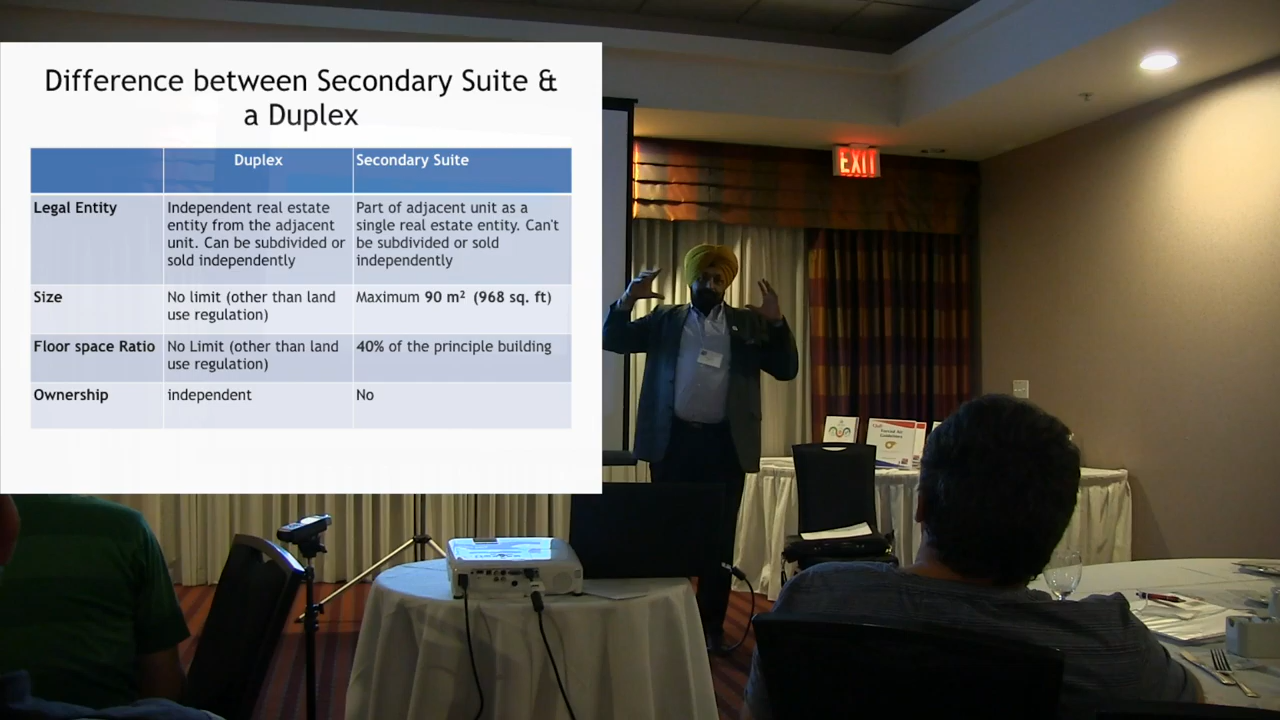 Difference between Secondary Suite &
a Duplex
Duplex
Secondary Suite
Legal Entity
Independent real estate
entity from the adjacent
unit. Can be subdivided or
sold independently
Part of adjacent unit as a
single real estate entity. Can't
be subdivided or sold
independently
Size
No limit (other than land
use regulation)
Maximum 90 m² (968 sq. ft)
Floor space Ratio
No Limit (other than land
use regulation)
40% of the principle building
Ownership
independent
No
EXIT